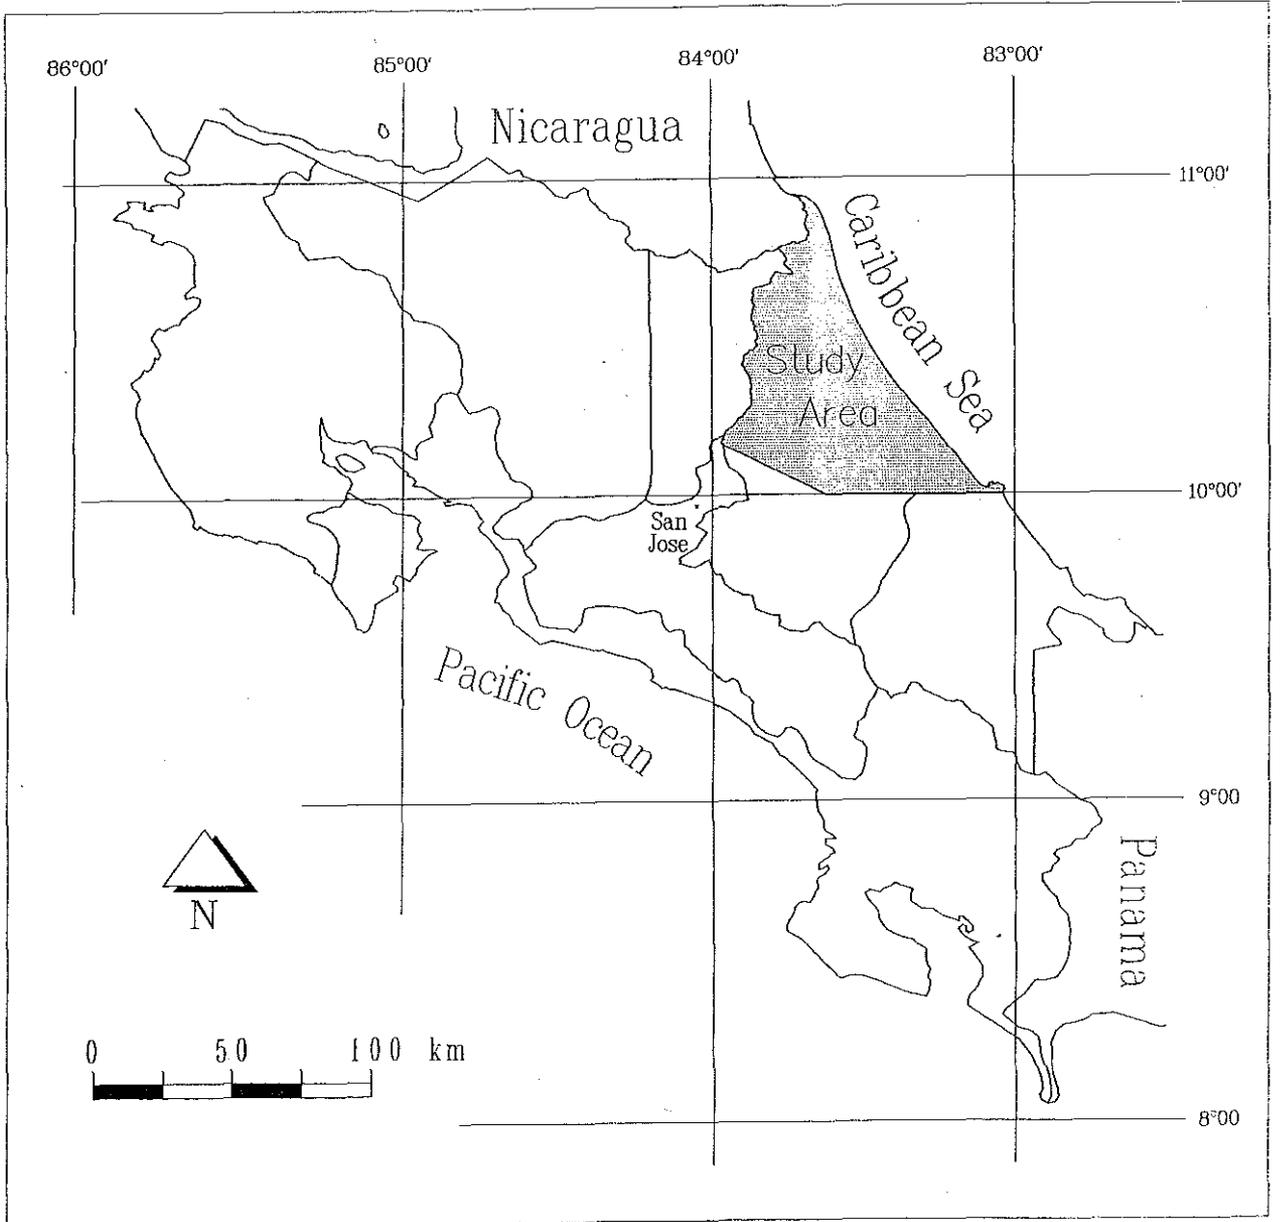 86°00'
85°00'
84°00'
83°00'
Nicaragua
11°00'
Caribbean Sea
Study
Area
10°00'
San
Jose
Pacific Ocean
9°00
Panama
N
0 50 100 km
8°00